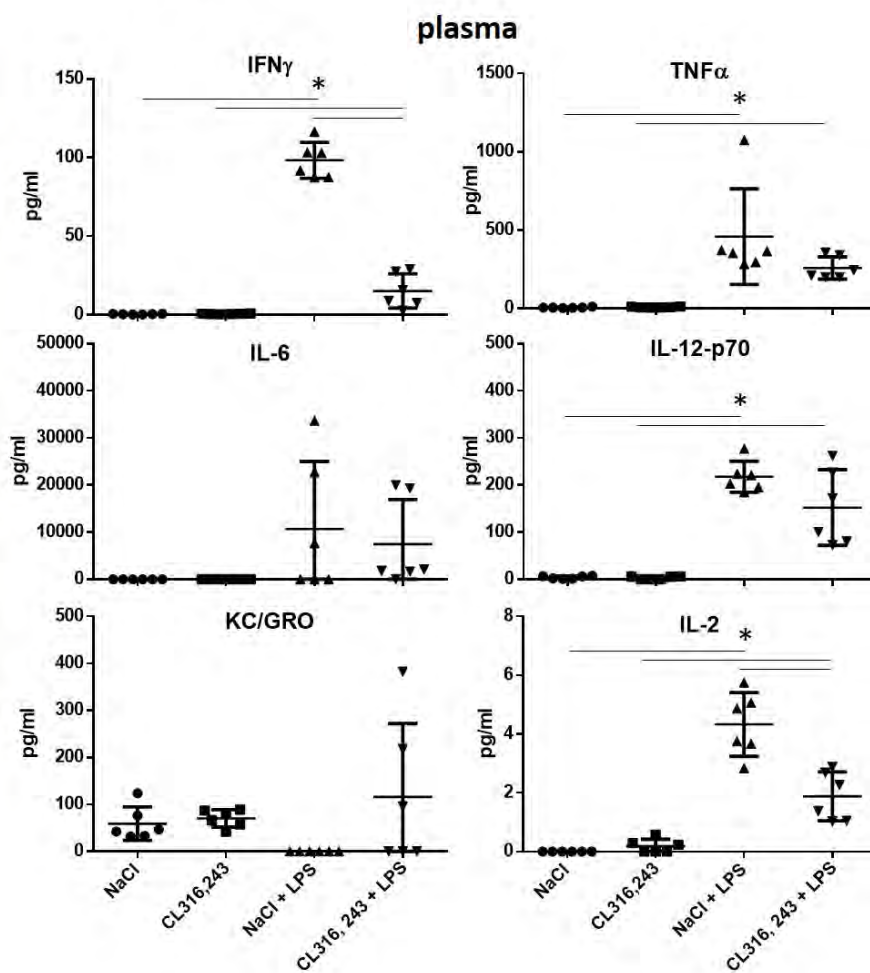 plasma
IFNγ
*
150
100
50
0
pg/ml
TNFα
*
1500
1000
500
0
pg/ml
IL-6
50000
40000
30000
20000
10000
0
pg/ml
IL-12-p70
*
500
400
300
200
100
0
pg/ml
KC/GRO
500
400
300
200
100
0
pg/ml
NaCl
CL316,243
NaCl + LPS
CL316, 243 + LPS
IL-2
*
8
6
4
2
0
pg/ml
NaCl
CL316,243
NaCl + LPS
CL316, 243 + LPS